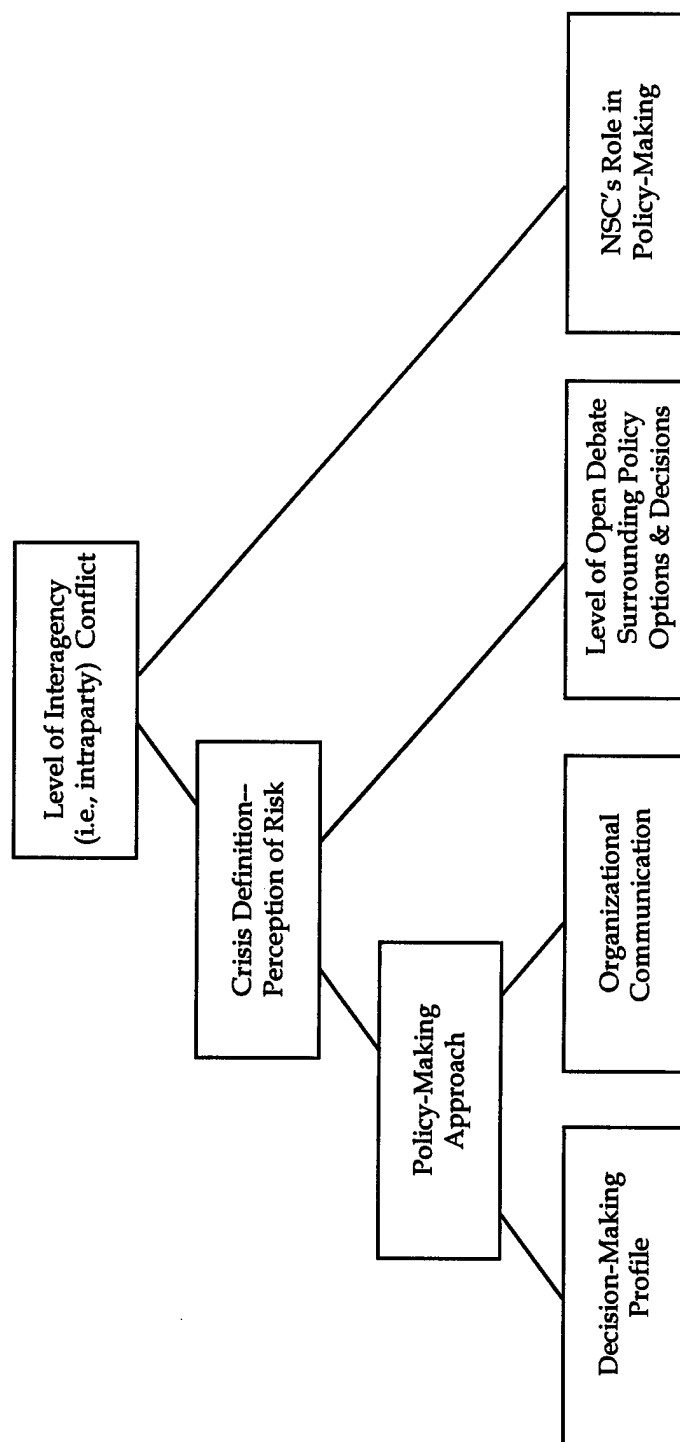 Level of Interagency
(i.e., intraparty) Conflict
Crisis Definition--
Perception of Risk
Policy-Making
Approach
Decision-Making
Profile
Organizational
Communication
Level of Open Debate
Surrounding Policy
Options & Decisions
NSC's Role in
Policy-Making